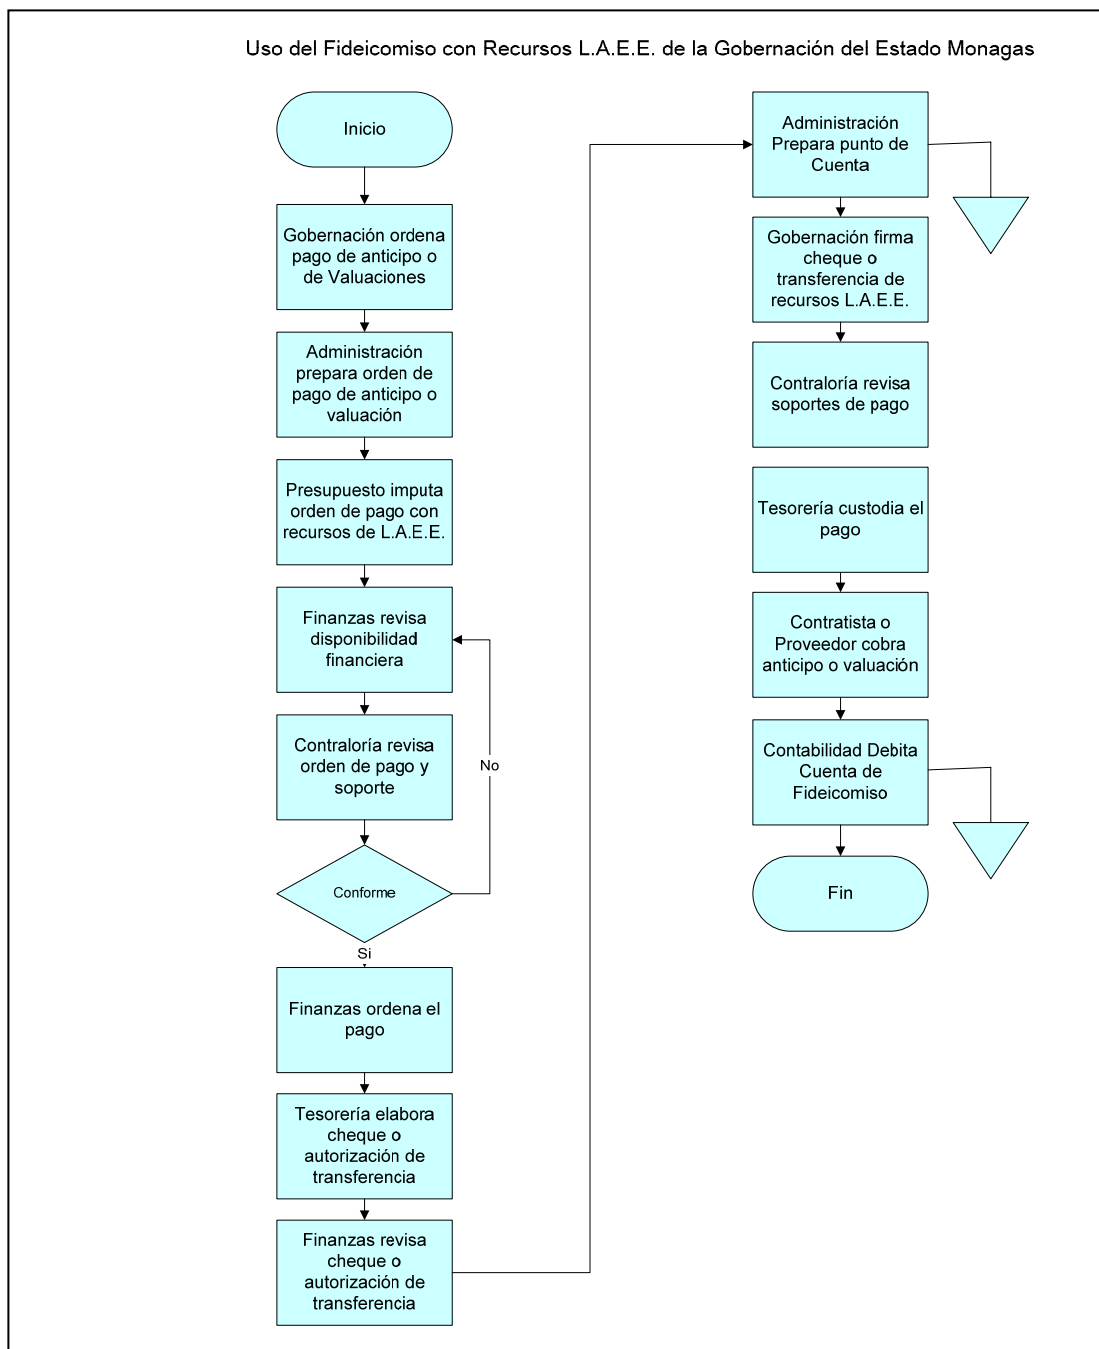 Uso del Fideicomiso con Recursos L.A.E.E. de la Gobernación del Estado Monagas
Inicio
Gobernación ordena
pago de anticipo o
de Valuaciones
Administración
prepara orden de
pago de anticipo o
valuación
Presupuesto imputa
orden de pago con
recursos de L.A.E.E.
Finanzas revisa
disponibilidad
financiera
Contraloría revisa
orden de pago y
soporte
No
Conforme
Si
Finanzas ordena el
pago
Tesorería elabora
cheque o
autorización de
transferencia
Finanzas revisa
cheque o
autorización de
transferencia
Administración
Prepara punto de
Cuenta
Gobernación firma
cheque o
transferencia de
recursos L.A.E.E.
Contraloría revisa
soportes de pago
Tesorería custodia el
pago
Contratista o
Proveedor cobra
anticipo o valuación
Contabilidad Debita
Cuenta de
Fideicomiso
Fin